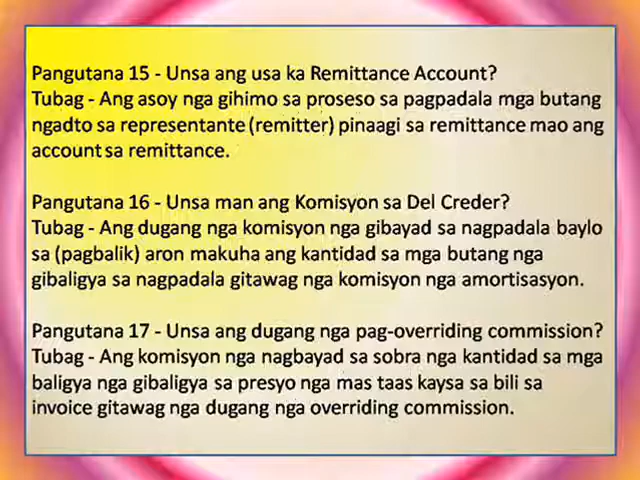 Pangutana 15 - Unsa ang usa ka Remittance Account?
Tubag - Ang asoy nga gihimo sa proseso sa pagpadala mga butang
ngadto sa representante (remitter) pinaagi sa remittance mao ang
account sa remittance.
Pangutana 16 - Unsa man ang Komisyon sa Del Creder?
Tubag - Ang dugang nga komisyon nga gibayad sa nagpadala baylo
sa (pagbalik) aron makuha ang kantidad sa mga butang nga
gibaligya sa nagpadala gitawag nga komisyon nga amortisasyon.
Pangutana 17 - Unsa ang dugang nga pag-overriding commission?
Tubag - Ang komisyon nga nagbayad sa sobra nga kantidad sa mga
baligya nga gibaligya sa presyo nga mas taas kaysa sa bili sa
invoice gitawag nga dugang nga overriding commission.